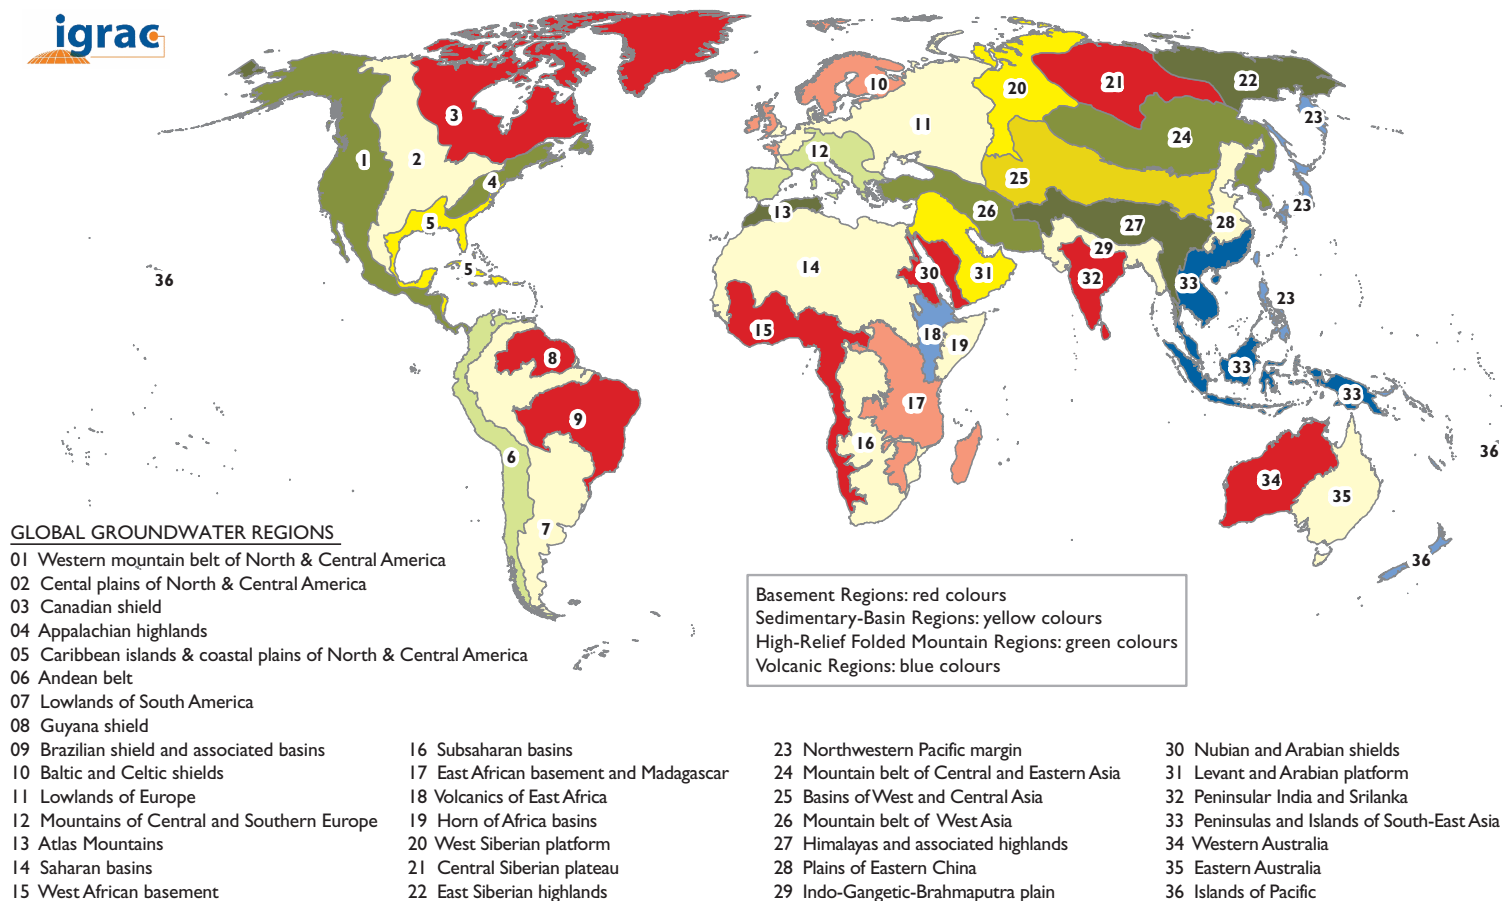 igrac
1
2
3
4
5
5
6
7
8
9
10
11
12
13
14
15
16
17
18
19
20
21
22
23
23
23
24
25
26
27
28
29
30
31
32
33
33
33
34
35
36
36
36
GLOBAL GROUNDWATER REGIONS
01 Western mountain belt of North & Central America
02 Cental plains of North & Central America
03 Canadian shield
04 Appalachian highlands
05 Caribbean islands & coastal plains of North & Central America
06 Andean belt
07 Lowlands of South America
08 Guyana shield
09 Brazilian shield and associated basins
10 Baltic and Celtic shields
11 Lowlands of Europe
12 Mountains of Central and Southern Europe
13 Atlas Mountains
14 Saharan basins
15 West African basement
16 Subsaharan basins
17 East African basement and Madagascar
18 Volcanics of East Africa
19 Horn of Africa basins
20 West Siberian platform
21 Central Siberian plateau
22 East Siberian highlands
23 Northwestern Pacific margin
24 Mountain belt of Central and Eastern Asia
25 Basins of West and Central Asia
26 Mountain belt of West Asia
27 Himalayas and associated highlands
28 Plains of Eastern China
29 Indo-Gangetic-Brahmaputra plain
30 Nubian and Arabian shields
31 Levant and Arabian platform
32 Peninsular India and Srilanka
33 Peninsulas and Islands of South-East Asia
34 Western Australia
35 Eastern Australia
36 Islands of Pacific
Basement Regions: red colours
Sedimentary-Basin Regions: yellow colours
High-Relief Folded Mountain Regions: green colours
Volcanic Regions: blue colours